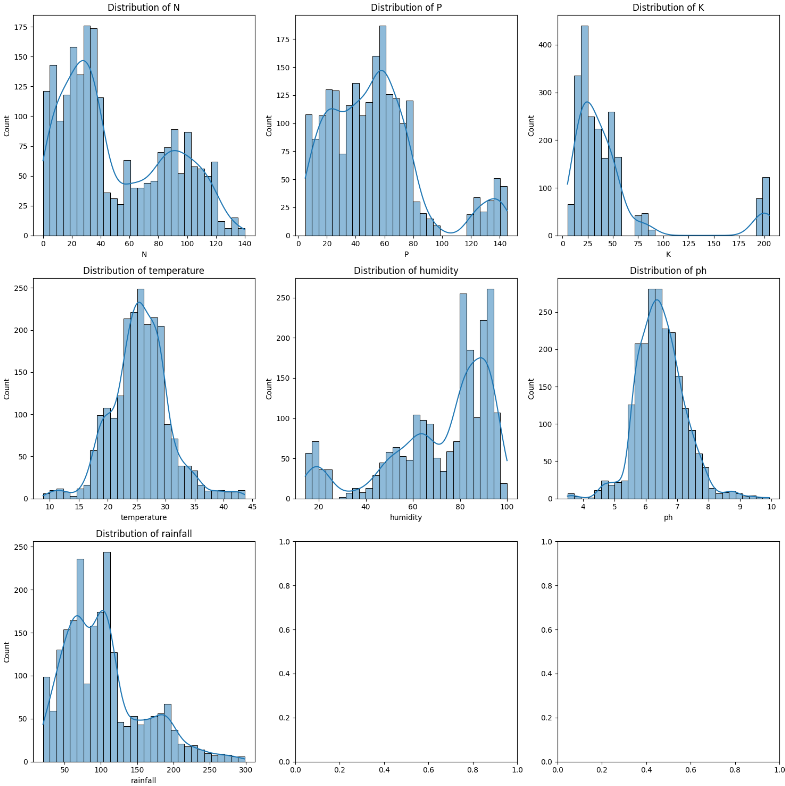 Distribution of N
Distribution of P
Distribution of K
175
150
125
100
75
50
25
0
Count
0 20 40 60 80 100 120 140
N
175
150
125
100
75
50
25
0
Count
0 20 40 60 80 100 120 140
P
400
300
200
100
0
Count
0 25 50 75 100 125 150 175 200
K
Distribution of temperature
Distribution of humidity
Distribution of ph
250
200
150
100
50
0
Count
10 15 20 25 30 35 40 45
temperature
250
200
150
100
50
0
Count
20 40 60 80 100
humidity
250
200
150
100
50
0
Count
4 5 6 7 8 9 10
ph
Distribution of rainfall
250
200
150
100
50
0
Count
50 100 150 200 250 300
rainfall
1.0
0.8
0.6
0.4
0.2
0.0
0.0 0.2 0.4 0.6 0.8 1.0
1.0
0.8
0.6
0.4
0.2
0.0
0.0 0.2 0.4 0.6 0.8 1.0